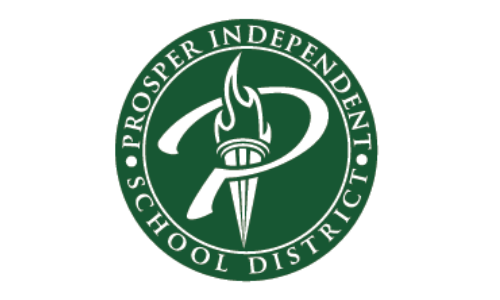 PROSPER INDEPENDENT
SCHOOL DISTRICT
P